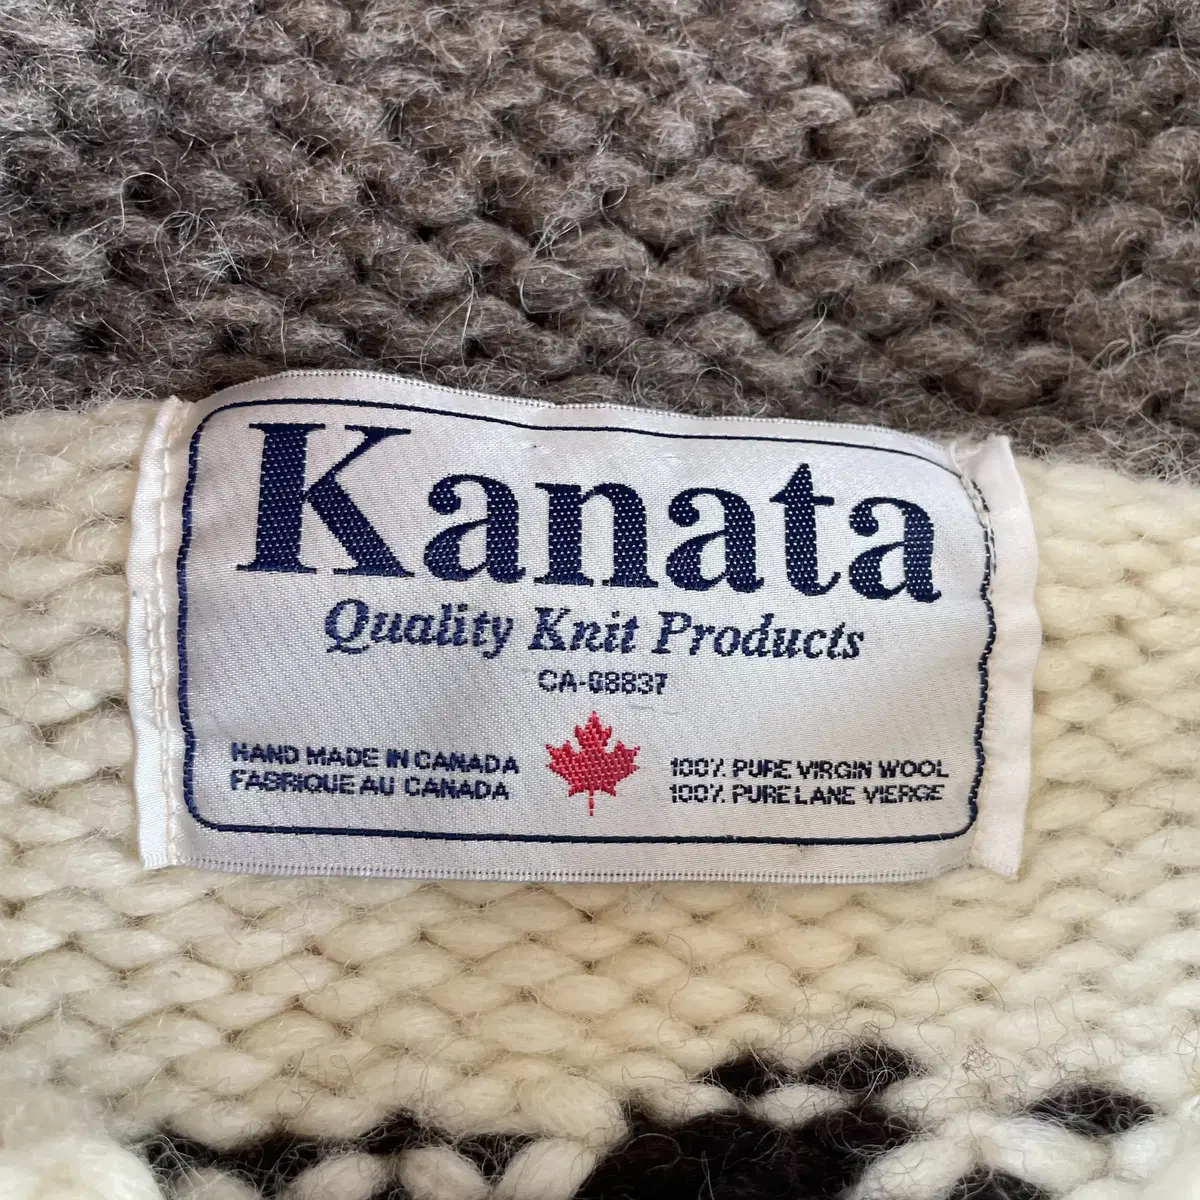 Kanata
Quality Knit Products
CA-08837
HAND MADE IN CANADA
FABRIQUE AU CANADA
100% PURE VIRGIN WOOL
100% PURE LANE VIERGE